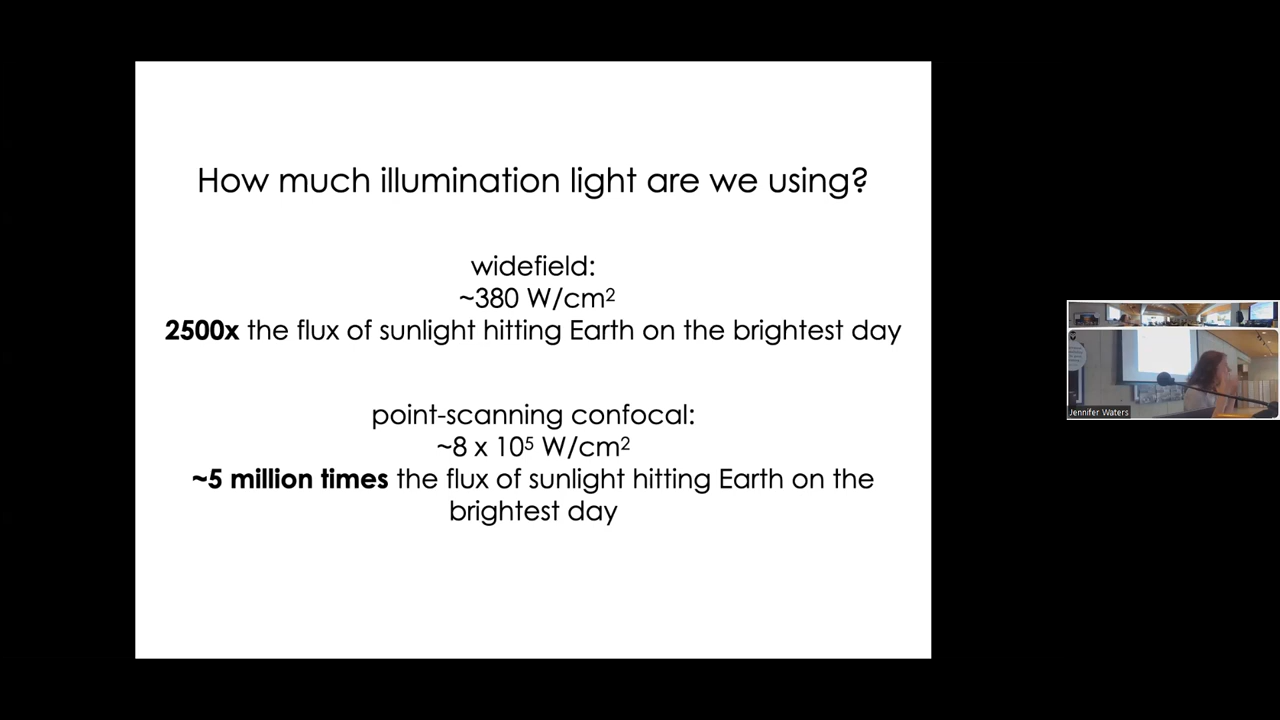 How much illumination light are we using?
widefield:
~380 W/cm²
2500x the flux of sunlight hitting Earth on the brightest day
point-scanning confocal:
~8 x 10⁵ W/cm²
~5 million times the flux of sunlight hitting Earth on the
brightest day
Jennifer Waters